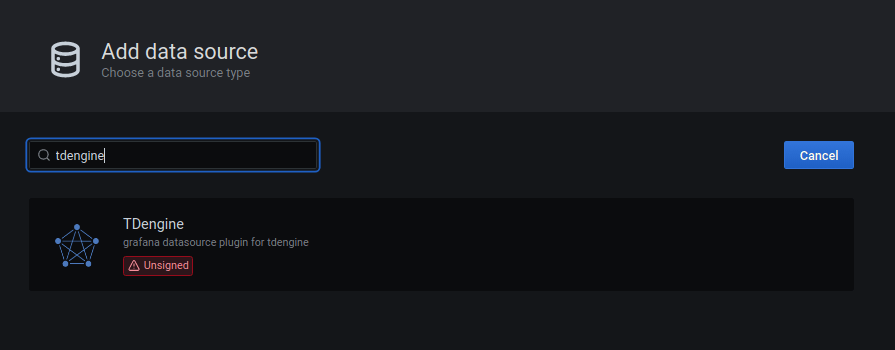 Add data source
Choose a data source type
tdengine
Cancel
TDengine
grafana datasource plugin for tdengine
Unsigned